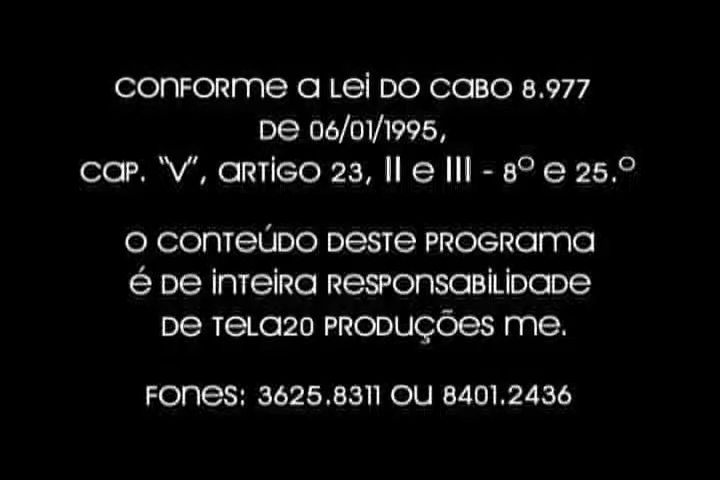 CONFORME A LEI DO CABO 8.977
DE 06/01/1995,
CAP. "V", ARTIGO 23, II E III - 8º E 25.º
O CONTEÚDO DESTE PROGRAMA
É DE INTEIRA RESPONSABILIDADE
DE TELA20 PRODUÇÕES ME.
FONES: 3625.8311 OU 8401.2436